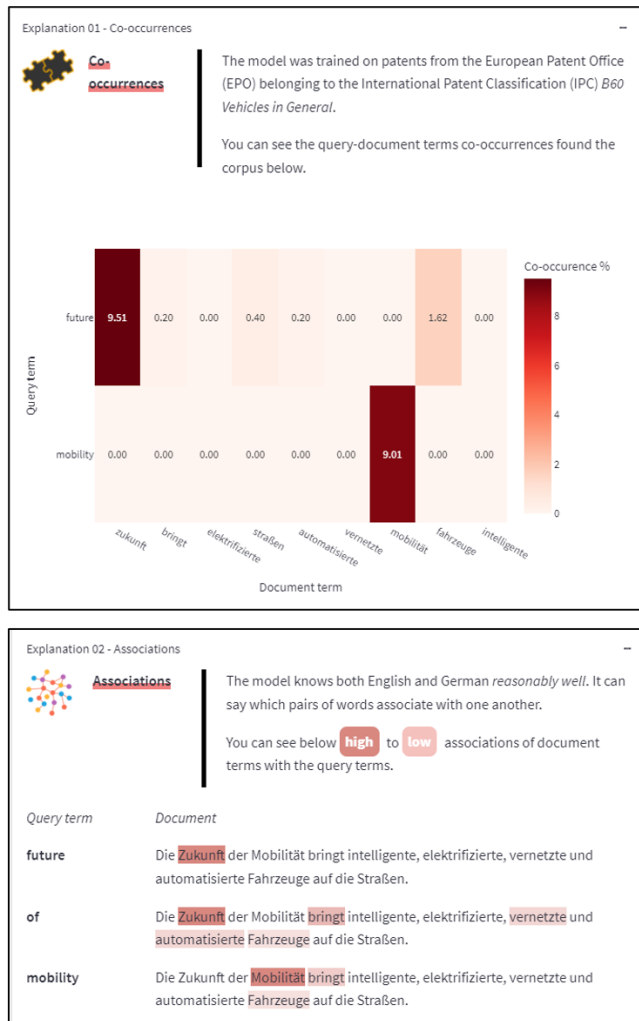 Explanation 01 - Co-occurrences
–
Co-
occurrences
The model was trained on patents from the European Patent Office
(EPO) belonging to the International Patent Classification (IPC) B60
Vehicles in General.
You can see the query-document terms co-occurrences found the
corpus below.
Co-occurence %
Query term
future
9.51 0.20 0.00 0.40 0.20 0.00 0.00 1.62 0.00
mobility
0.00 0.00 0.00 0.00 0.00 0.00 9.01 0.00 0.00
8
6
4
2
0
zukunft
bringt
elektrifizierte
straßen
automatisierte
vernetzte
mobilität
fahrzeuge
intelligente
Document term
Explanation 02 - Associations
–
Associations
The model knows both English and German reasonably well. It can
say which pairs of words associate with one another.
You can see below high to low associations of document
terms with the query terms.
Query term Document
future Die Zukunft der Mobilität bringt intelligente, elektrifizierte, vernetzte und
automatisierte Fahrzeuge auf die Straßen.
of Die Zukunft der Mobilität bringt intelligente, elektrifizierte, vernetzte und
automatisierte Fahrzeuge auf die Straßen.
mobility Die Zukunft der Mobilität bringt intelligente, elektrifizierte, vernetzte und
automatisierte Fahrzeuge auf die Straßen.